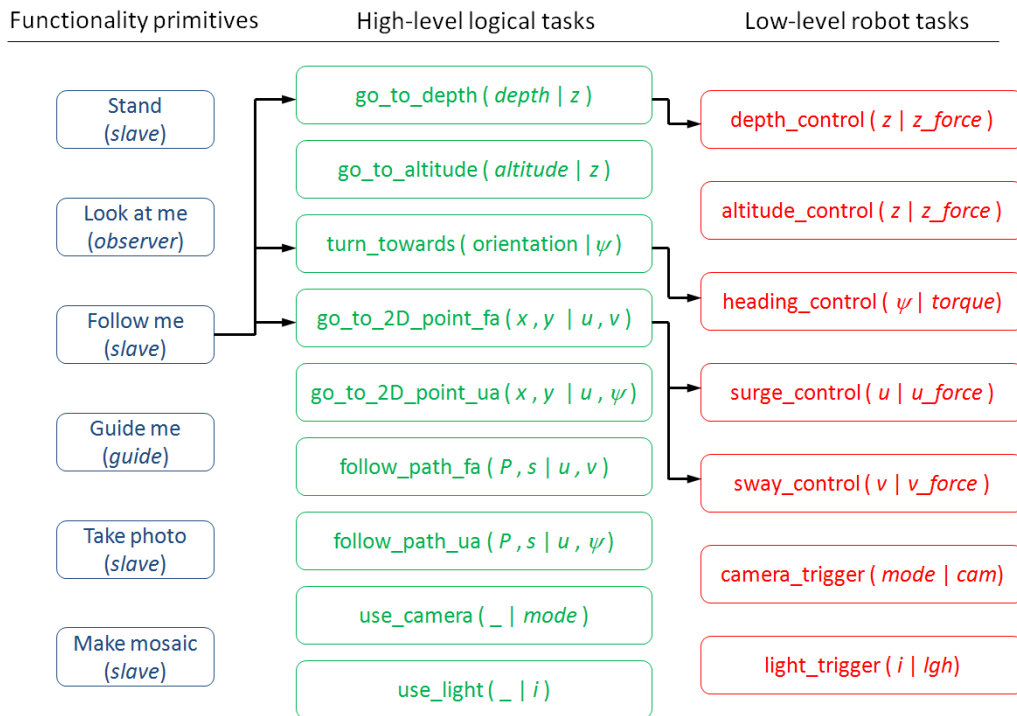 Functionality primitives
High-level logical tasks
Low-level robot tasks
Stand
(slave)
Look at me
(observer)
Follow me
(slave)
Guide me
(guide)
Take photo
(slave)
Make mosaic
(slave)
go_to_depth ( depth | z )
go_to_altitude ( altitude | z )
turn_towards ( orientation | ψ )
go_to_2D_point_fa ( x , y | u , v )
go_to_2D_point_ua ( x , y | u , ψ )
follow_path_fa ( P , s | u , v )
follow_path_ua ( P , s | u , ψ )
use_camera ( _ | mode )
use_light ( _ | i )
depth_control ( z | z_force )
altitude_control ( z | z_force )
heading_control ( ψ | torque)
surge_control ( u | u_force )
sway_control ( v | v_force )
camera_trigger ( mode | cam)
light_trigger ( i | lgh)